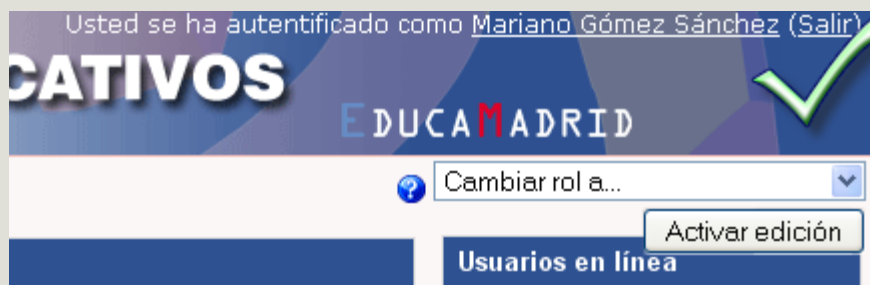 Usted se ha autentificado como Mariano Gómez Sánchez (Salir)
CATIVOS
EDUCAMADRID
Cambiar rol a...
Activar edición
Usuarios en línea